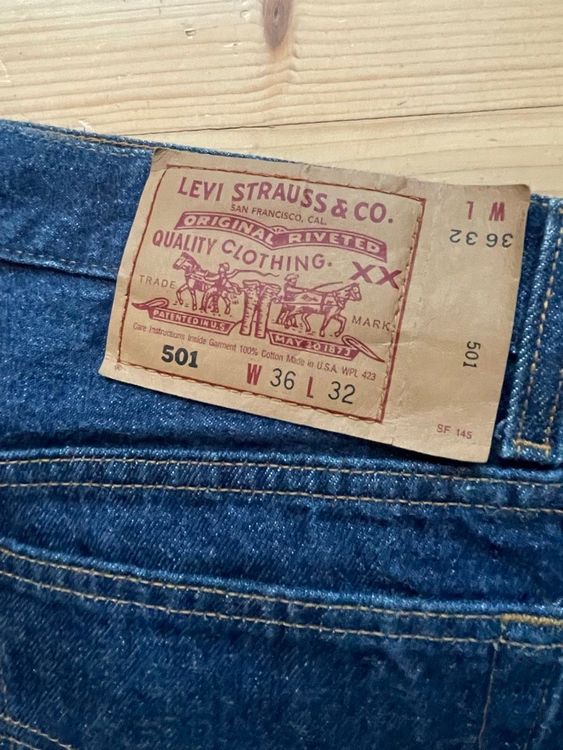 LEVI STRAUSS & CO.
SAN FRANCISCO, CAL.
ORIGINAL RIVETED
QUALITY CLOTHING.
XX
TRADE MARK
PATENTED IN U.S. MAY 20 1873
Care Instructions Inside Garment 100% Cotton Made in U.S.A. WPL 423
501
W 36 L 32
W L
36 32
501
SF 145